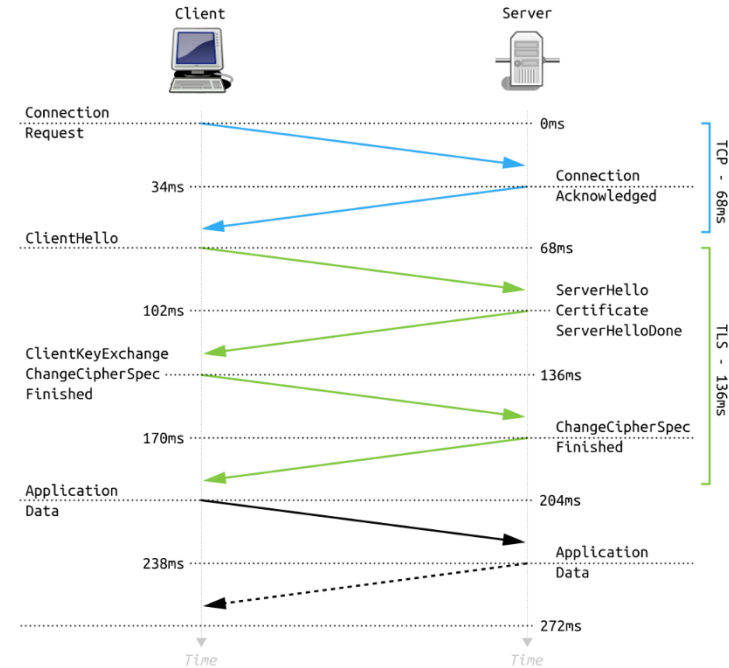 Client
Server
Connection
Request
0ms
34ms
Connection
Acknowledged
TCP - 68ms
ClientHello
68ms
102ms
ServerHello
Certificate
ServerHelloDone
ClientKeyExchange
ChangeCipherSpec
Finished
136ms
TLS - 136ms
170ms
ChangeCipherSpec
Finished
Application
Data
204ms
238ms
Application
Data
272ms
Time
Time